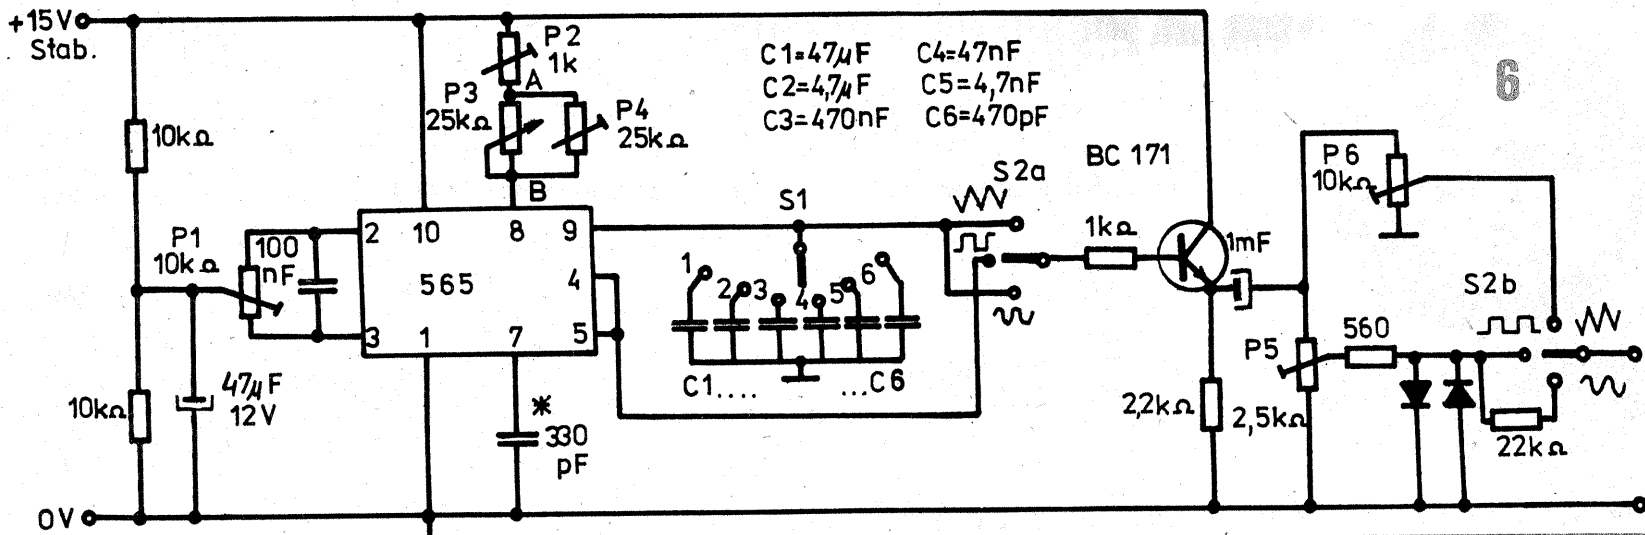 +15V
Stab.
P2
1k
A
P3
25kΩ
P4
25kΩ
B
C1=47µF C4=47nF
C2=4,7µF C5=4,7nF
C3=470nF C6=470pF
6
10kΩ
P1
10kΩ
100
nF
2 10 8 9
565
4
3 1 7 5
S1
1 2 3 4 5 6
C1.... ...C6
S2a
BC 171
1kΩ
1mF
P6
10kΩ
S2b
560
P5
2,5kΩ
2,2kΩ
22kΩ
10kΩ
47µF
12V
*
330
pF
0V